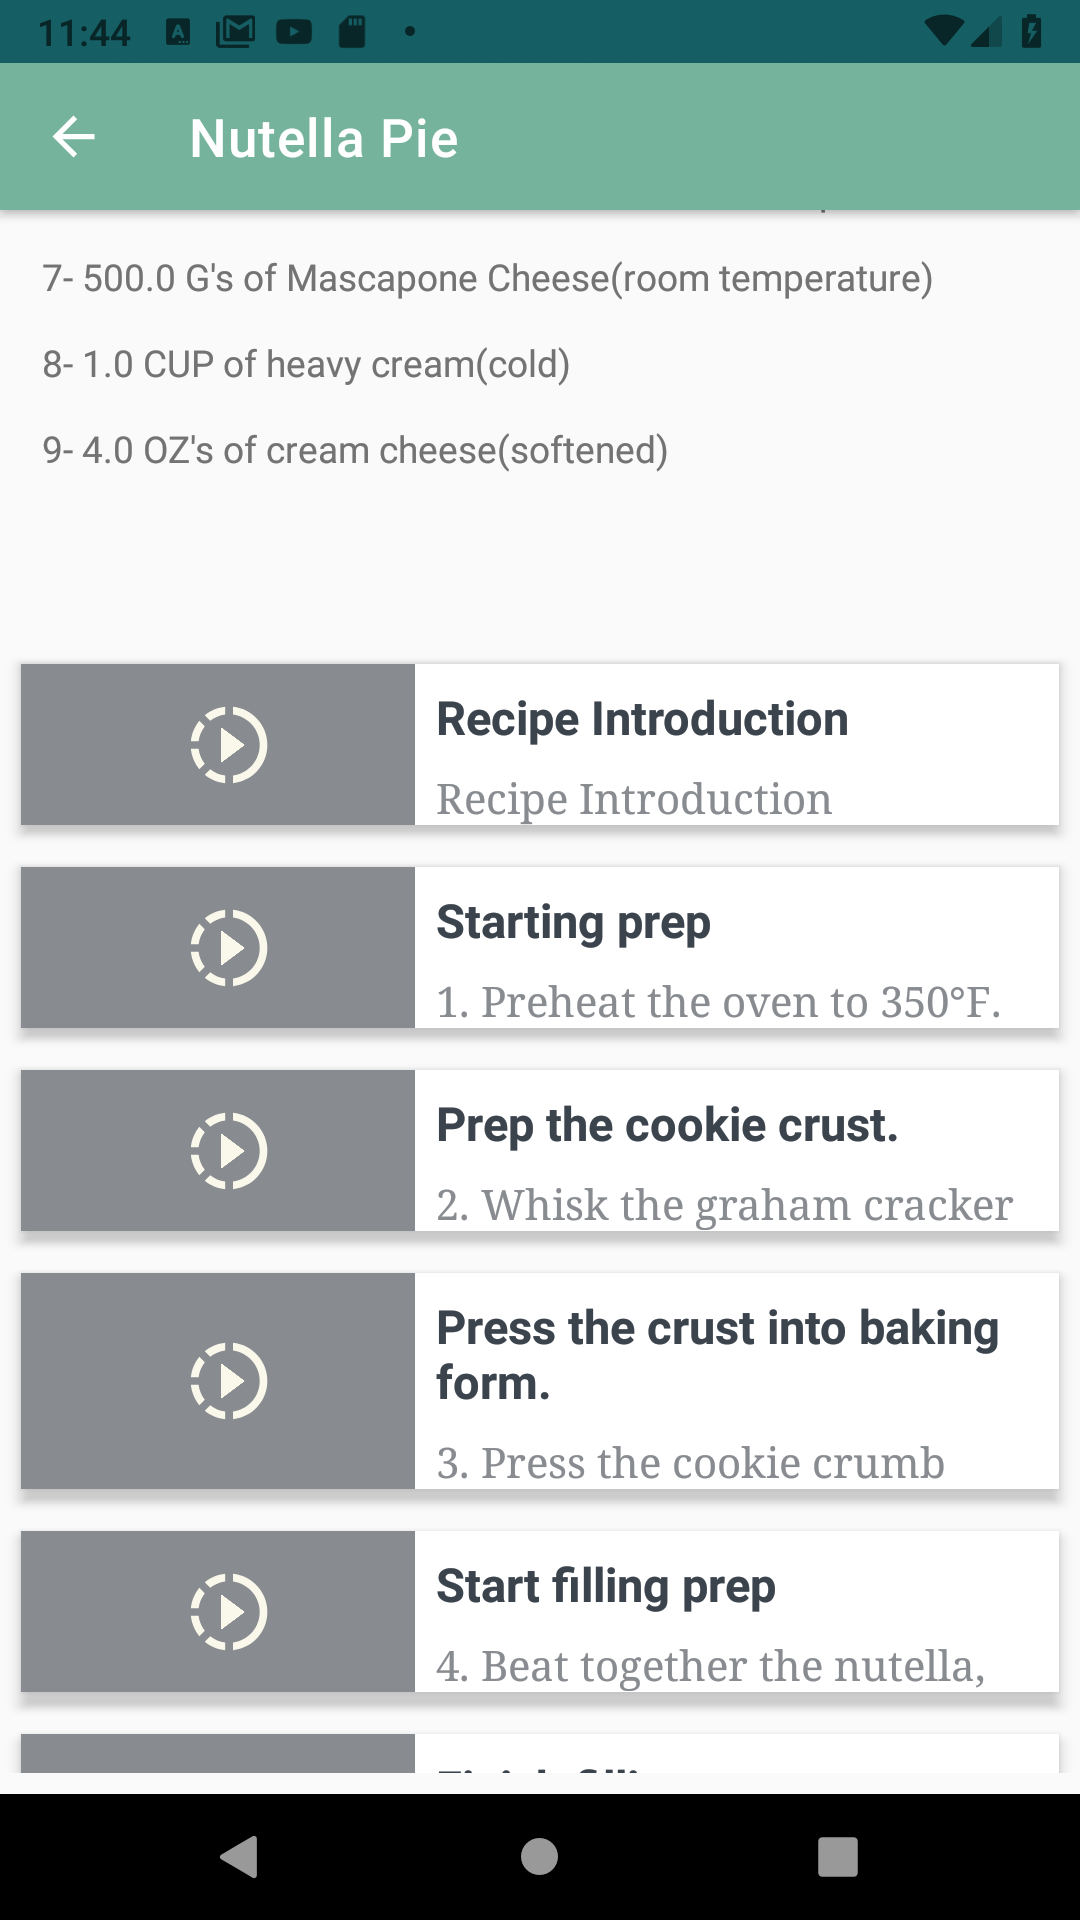 11:44
Nutella Pie
7- 500.0 G's of Mascapone Cheese(room temperature)
8- 1.0 CUP of heavy cream(cold)
9- 4.0 OZ's of cream cheese(softened)
Recipe Introduction
Recipe Introduction
Starting prep
1. Preheat the oven to 350°F.
Prep the cookie crust.
2. Whisk the graham cracker
Press the crust into baking
form.
3. Press the cookie crumb
Start filling prep
4. Beat together the nutella,